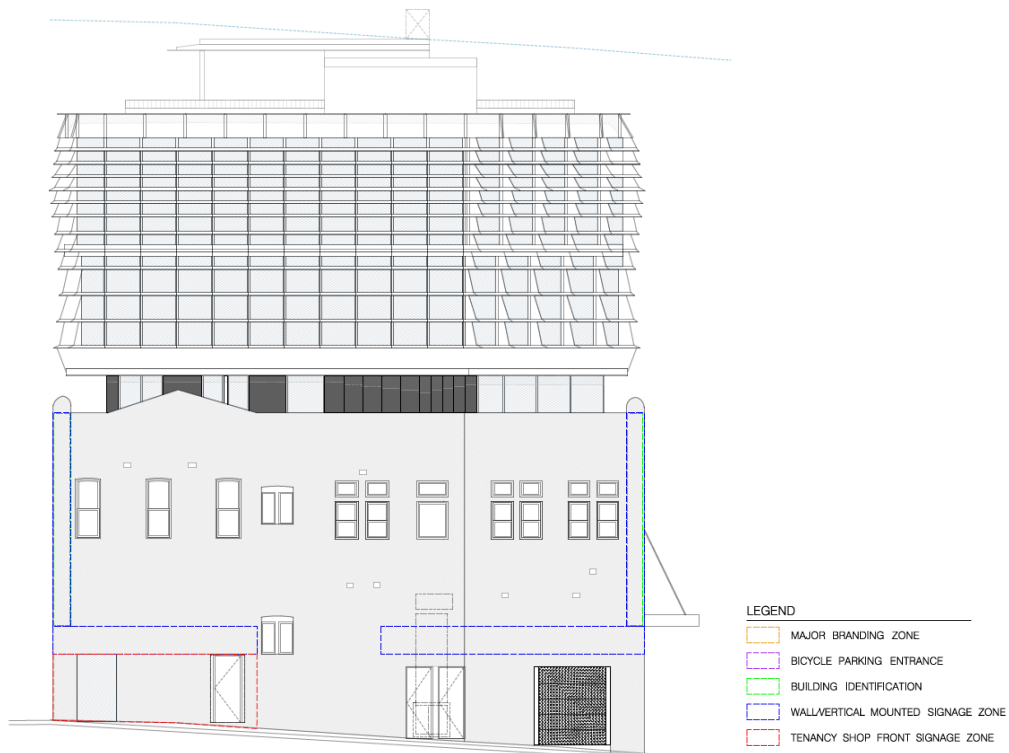 LEGEND
MAJOR BRANDING ZONE
BICYCLE PARKING ENTRANCE
BUILDING IDENTIFICATION
WALL/VERTICAL MOUNTED SIGNAGE ZONE
TENANCY SHOP FRONT SIGNAGE ZONE